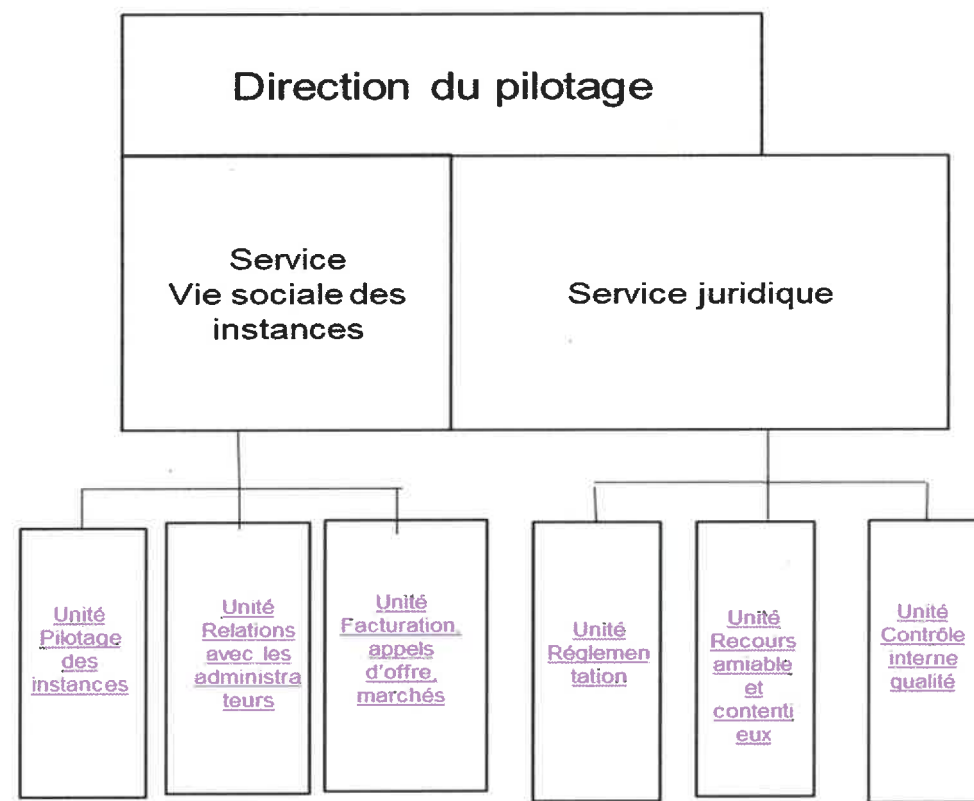 Direction du pilotage
Service
Vie sociale des
instances
Service juridique
Unité
Pilotage
des
instances
Unité
Relations
avec les
administra
teurs
Unité
Facturation,
appels
d'offre,
marchés
Unité
Réglemen
tation
Unité
Recours
amiable
et
contenti
eux
Unité
Contrôle
interne
qualité